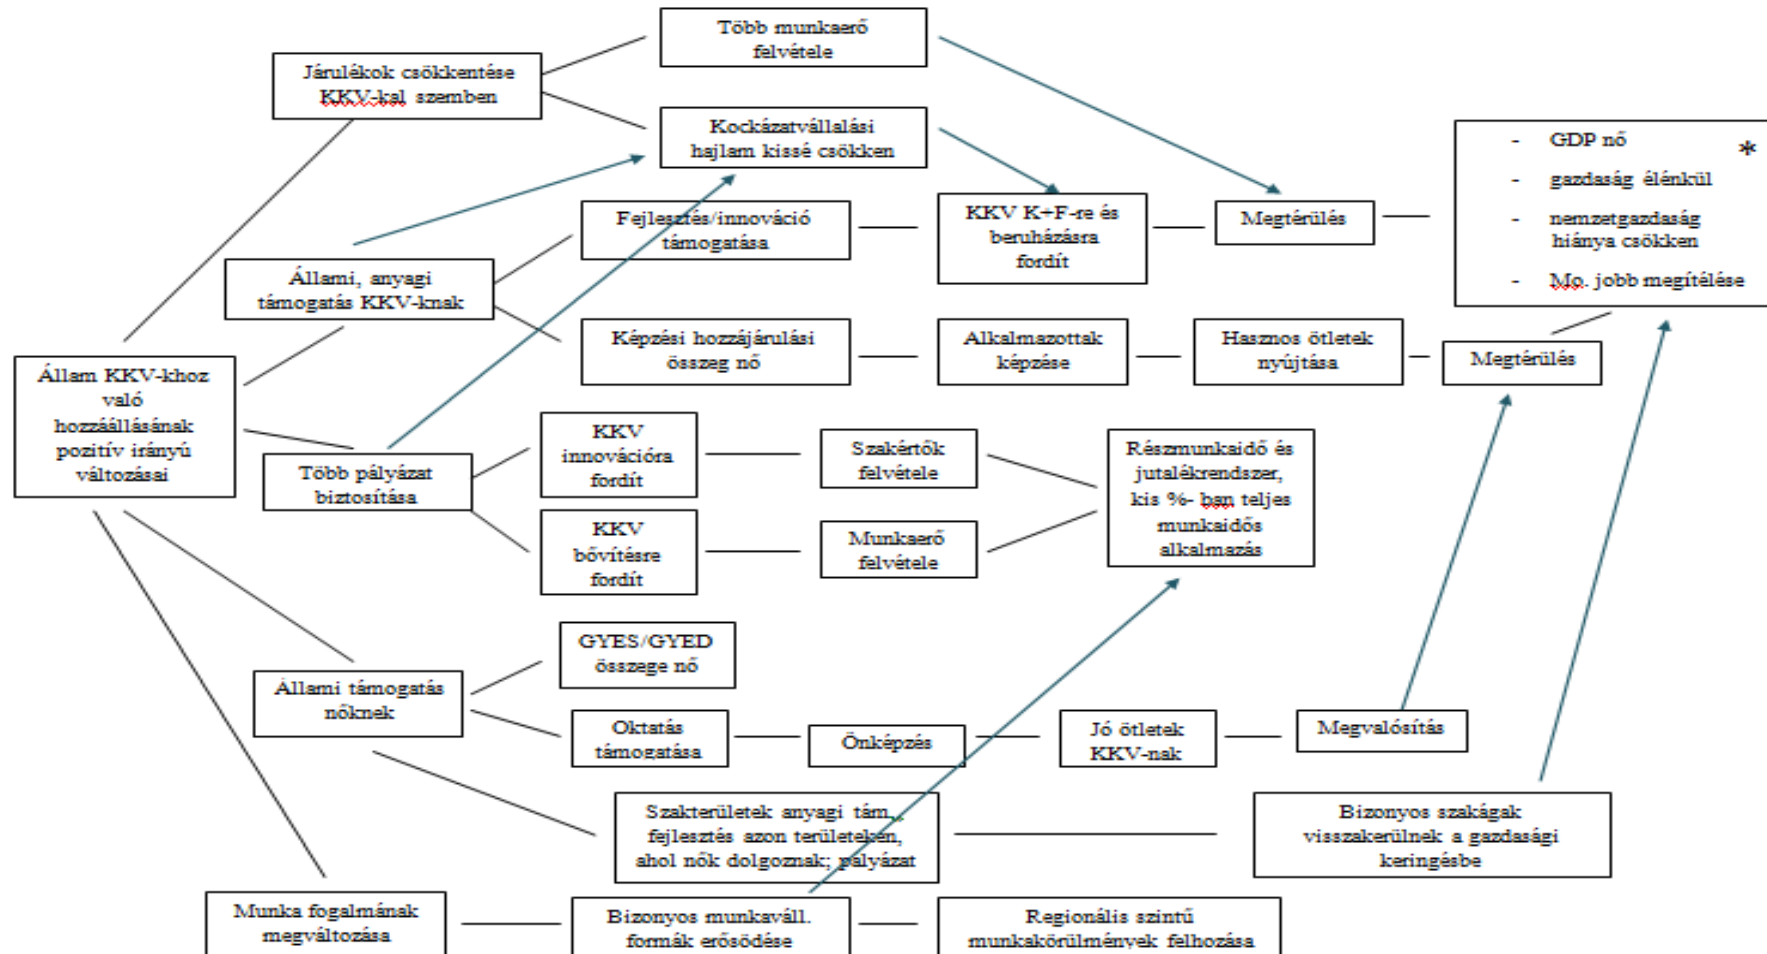 Több munkaerő
felvétele
Járulékok csökkentése
KKV-kal szemben
Kockázatvállalási
hajlam kissé csökken
- GDP nő *
- gazdaság élénkül
- nemzetgazdaság
hiánya csökken
- Mo. jobb megítélése
Fejlesztés/innováció
támogatása
KKV K+F-re és
beruházásra
fordít
Megtérülés
Állami, anyagi
támogatás KKV-knak
Képzési hozzájárulási
összeg nő
Alkalmazottak
képzése
Hasznos ötletek
nyújtása
Megtérülés
Állam KKV-khoz
való
hozzáállásának
pozitív irányú
változásai
Több pályázat
biztosítása
KKV
innovációra
fordít
Szakértők
felvétele
Részmunkaidő és
jutalékrendszer,
kis %- ban teljes
munkaidős
alkalmazás
KKV
bővítésre
fordít
Munkaerő
felvétele
GYES/GYED
összege nő
Állami támogatás
nőknek
Oktatás
támogatása
Önképzés
Jó ötletek
KKV-nak
Megvalósítás
Szakterületek anyagi tám.,
fejlesztés azon területeken,
ahol nők dolgoznak; pályázat
Bizonyos szakágak
visszakerülnek a gazdasági
keringésbe
Munka fogalmának
megváltozása
Bizonyos munkaváll.
formák erősödése
Regionális szintű
munkakörülmények felhozása